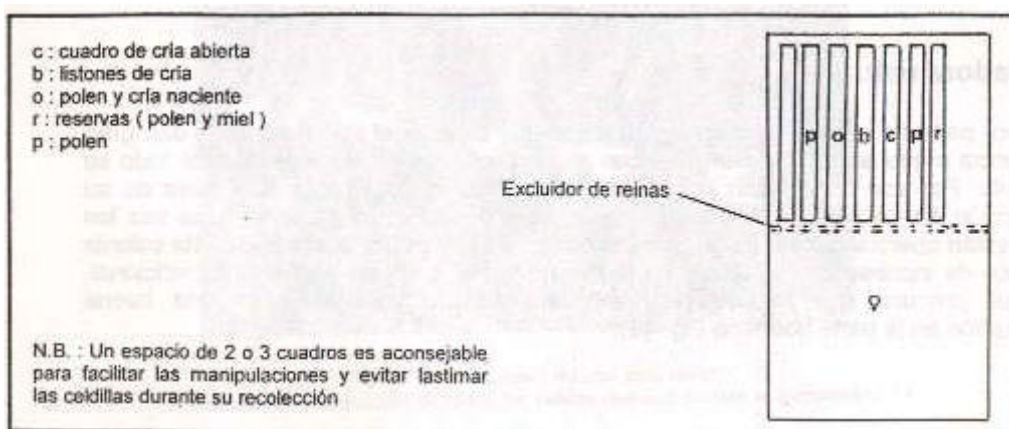 c : cuadro de cría abierta
b : listones de cría
o : polen y cría naciente
r : reservas ( polen y miel )
p : polen
p o b c p r
Excluidor de reinas
♀
N.B. : Un espacio de 2 o 3 cuadros es aconsejable
para facilitar las manipulaciones y evitar lastimar
las celdillas durante su recolección